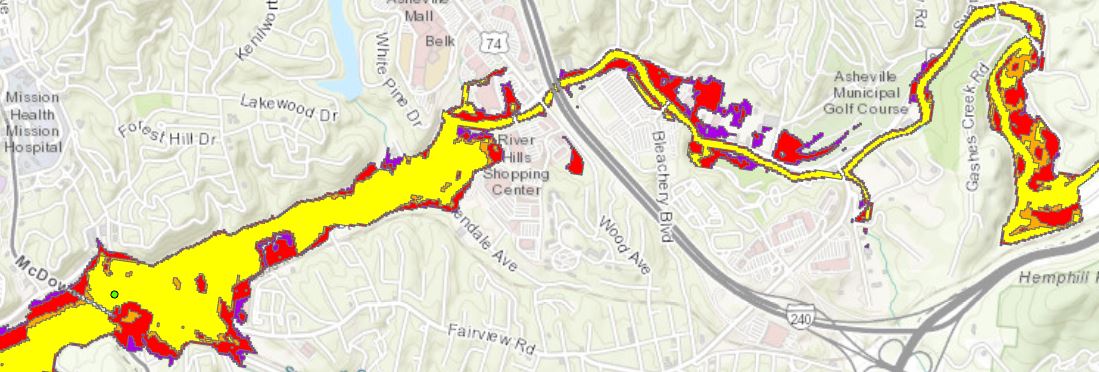 Asheville
Mall
Belk
74
Kenilwort
White Pine Dr
Mission
Health
Mission
Hospital
Lakewood Dr
Forest Hill Dr
River
Hills
Shopping
Center
Bleachery Blvd
Asheville
Municipal
Golf Course
Rd
Gashes Creek Rd
endale Ave
Wood Ave
McDow
Fairview Rd
240
Hemphill